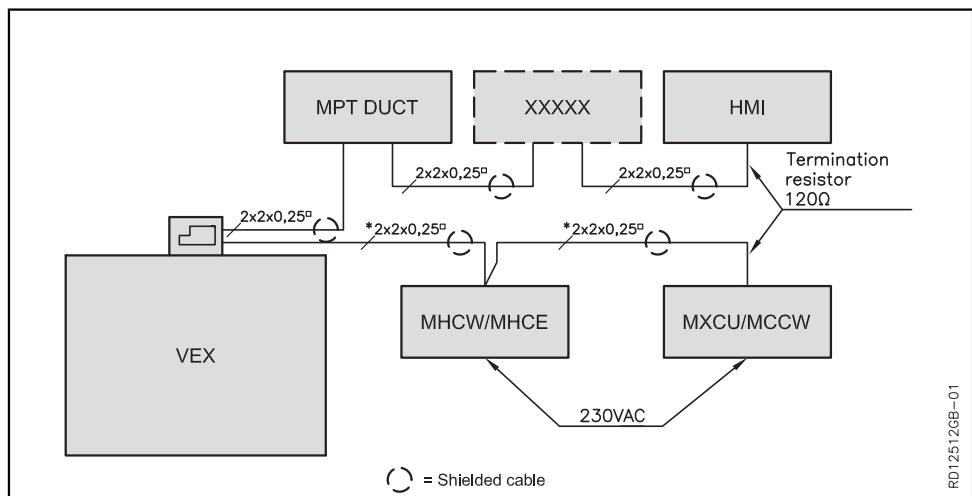 MPT DUCT
XXXXX
HMI
Termination
resistor
120Ω
2x2x0,25▫
2x2x0,25▫
2x2x0,25▫
*2x2x0,25▫
*2x2x0,25▫
MHCW/MHCE
MXCU/MCCW
VEX
230VAC
= Shielded cable
RD12512GB-01